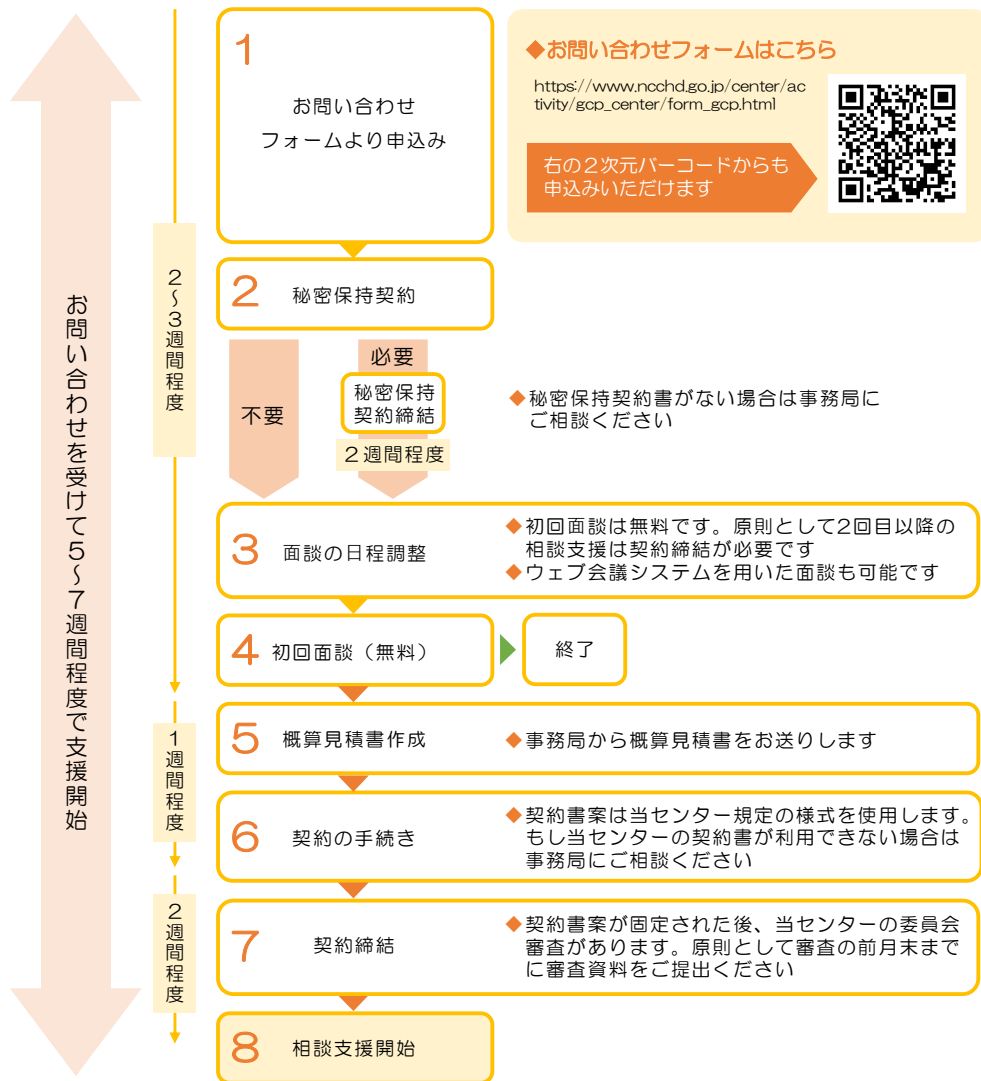 お問い合わせを受けて5〜7週間程度で支援開始
2〜3週間程度
1週間程度
2週間程度
1
お問い合わせ
フォームより申込み
◆お問い合わせフォームはこちら
https://www.ncchd.go.jp/center/ac
tivity/gcp_center/form_gcp.html
右の2次元バーコードからも
申込みいただけます
2 秘密保持契約
不要
必要
秘密保持
契約締結
2週間程度
◆秘密保持契約書がない場合は事務局に
ご相談ください
3 面談の日程調整
◆初回面談は無料です。原則として2回目以降の
相談支援は契約締結が必要です
◆ウェブ会議システムを用いた面談も可能です
4 初回面談（無料）
終了
5 概算見積書作成
◆事務局から概算見積書をお送りします
6 契約の手続き
◆契約書案は当センター規定の様式を使用します。
もし当センターの契約書が利用できない場合は
事務局にご相談ください
7 契約締結
◆契約書案が固定された後、当センターの委員会
審査があります。原則として審査の前月末まで
に審査資料をご提出ください
8 相談支援開始